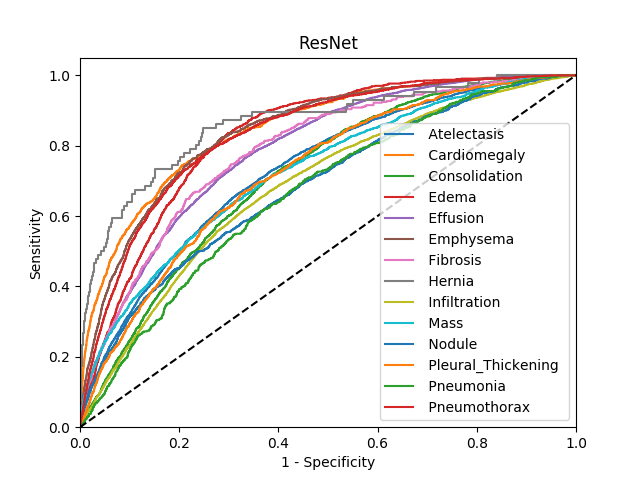 ResNet
Sensitivity
1.0
0.8
0.6
0.4
0.2
0.0
Atelectasis
Cardiomegaly
Consolidation
Edema
Effusion
Emphysema
Fibrosis
Hernia
Infiltration
Mass
Nodule
Pleural_Thickening
Pneumonia
Pneumothorax
0.0 0.2 0.4 0.6 0.8 1.0
1 - Specificity